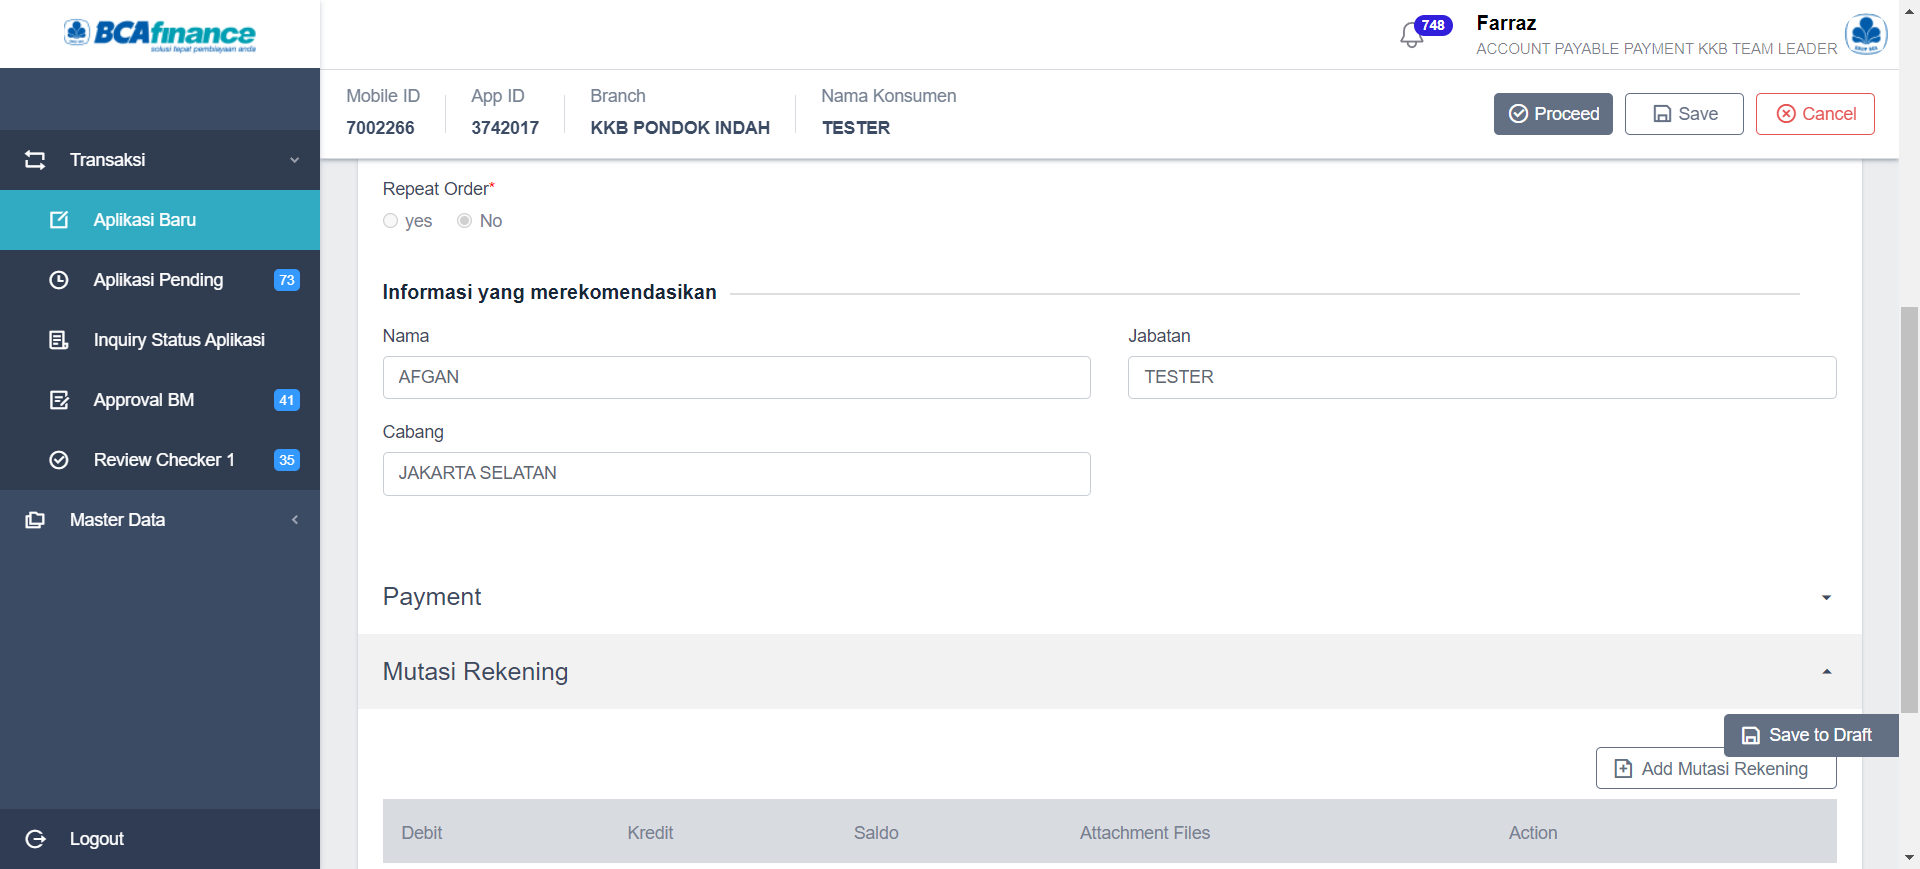 BCAfinance
solusi tepat pembiayaan anda
748
Farraz
ACCOUNT PAYABLE PAYMENT KKB TEAM LEADER
Mobile ID
7002266
App ID
3742017
Branch
KKB PONDOK INDAH
Nama Konsumen
TESTER
Proceed
Save
Cancel
Transaksi
Aplikasi Baru
Aplikasi Pending 73
Inquiry Status Aplikasi
Approval BM 41
Review Checker 1 35
Master Data
Logout
Repeat Order*
yes No
Informasi yang merekomendasikan
Nama
AFGAN
Jabatan
TESTER
Cabang
JAKARTA SELATAN
Payment
Mutasi Rekening
Save to Draft
Add Mutasi Rekening
Debit Kredit Saldo Attachment Files Action